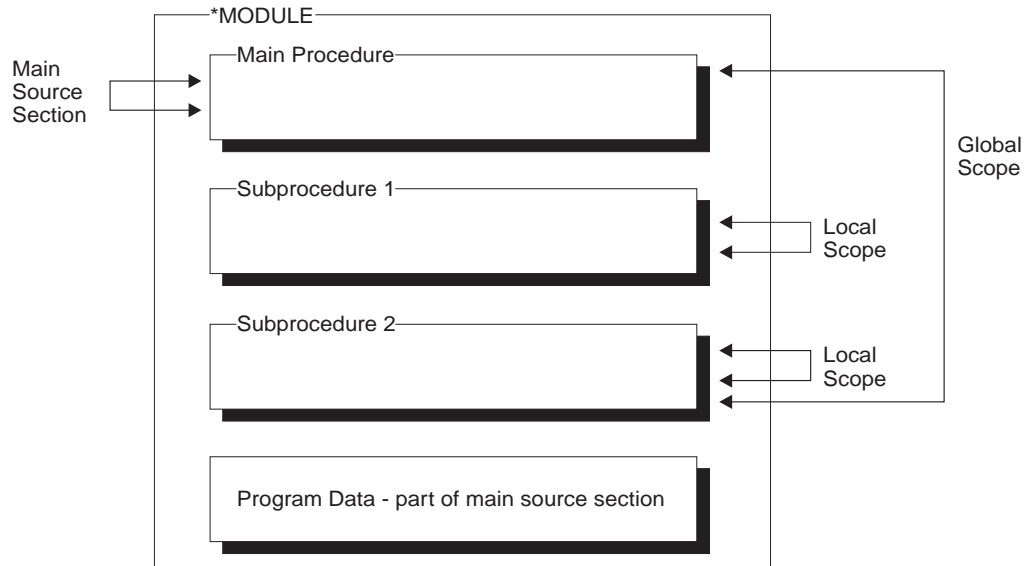 *MODULE
Main Procedure
Main
Source
Section
Global
Scope
Subprocedure 1
Local
Scope
Subprocedure 2
Local
Scope
Program Data - part of main source section